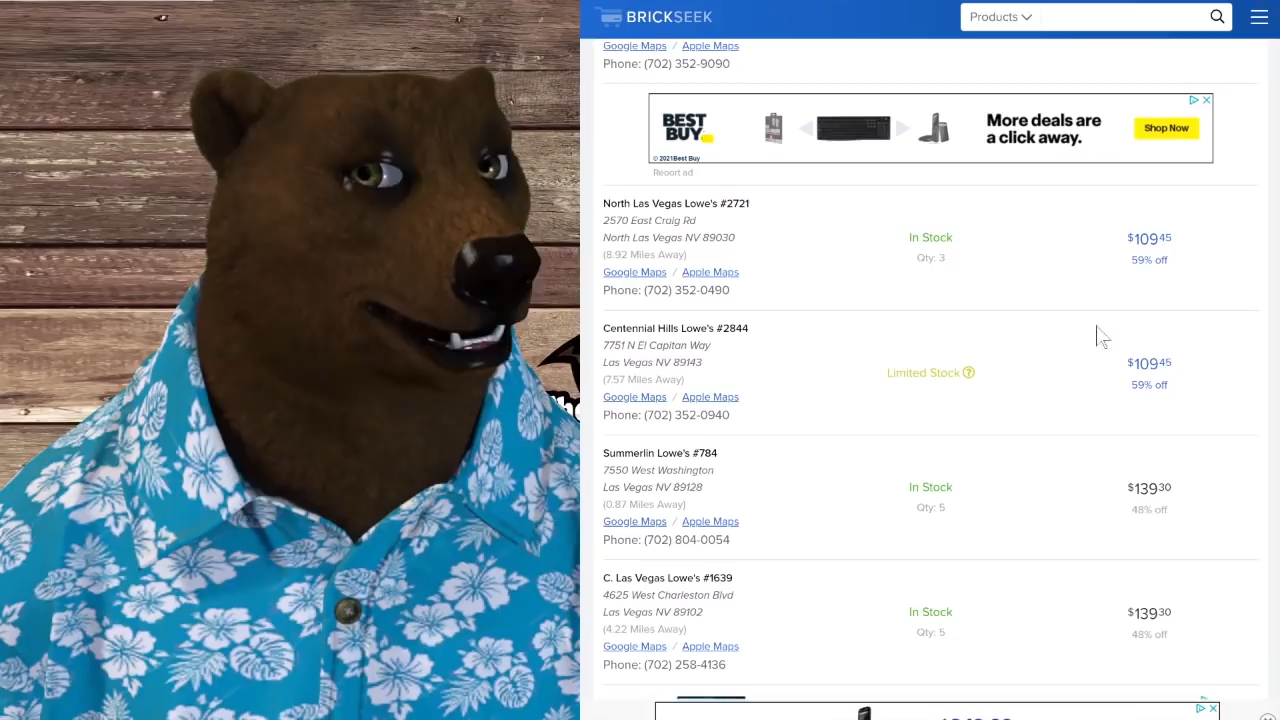 BRICKSEEK
Products
Google Maps / Apple Maps
Phone: (702) 352-9090
BEST BUY
© 2021 Best Buy
More deals are
a click away.
Shop Now
Report ad
North Las Vegas Lowe's #2721
2570 East Craig Rd
North Las Vegas NV 89030
(8.92 Miles Away)
Google Maps / Apple Maps
Phone: (702) 352-0490
In Stock
Qty: 3
$109.45
59% off
Centennial Hills Lowe's #2844
7751 N El Capitan Way
Las Vegas NV 89143
(7.57 Miles Away)
Google Maps / Apple Maps
Phone: (702) 352-0940
Limited Stock ?
$109.45
59% off
Summerlin Lowe's #784
7550 West Washington
Las Vegas NV 89128
(0.87 Miles Away)
Google Maps / Apple Maps
Phone: (702) 804-0054
In Stock
Qty: 5
$139.30
48% off
C. Las Vegas Lowe's #1639
4625 West Charleston Blvd
Las Vegas NV 89102
(4.22 Miles Away)
Google Maps / Apple Maps
Phone: (702) 258-4136
In Stock
Qty: 5
$139.30
48% off